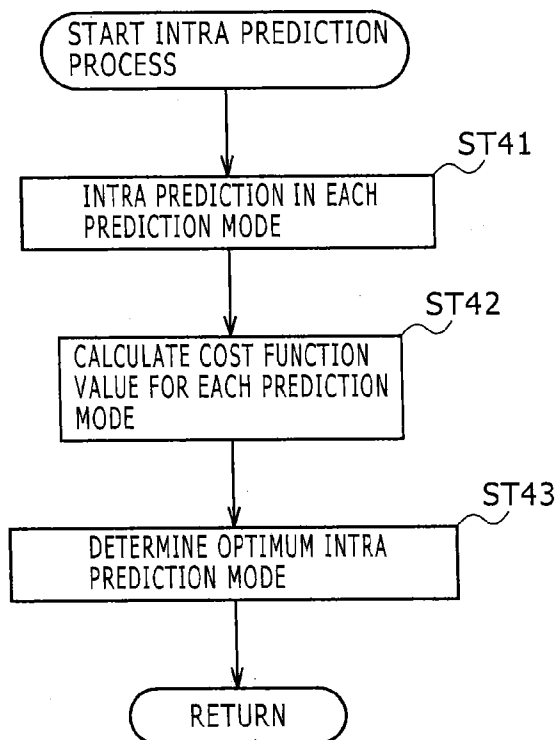 START INTRA PREDICTION
PROCESS
ST41
INTRA PREDICTION IN EACH
PREDICTION MODE
ST42
CALCULATE COST FUNCTION
VALUE FOR EACH PREDICTION
MODE
ST43
DETERMINE OPTIMUM INTRA
PREDICTION MODE
RETURN